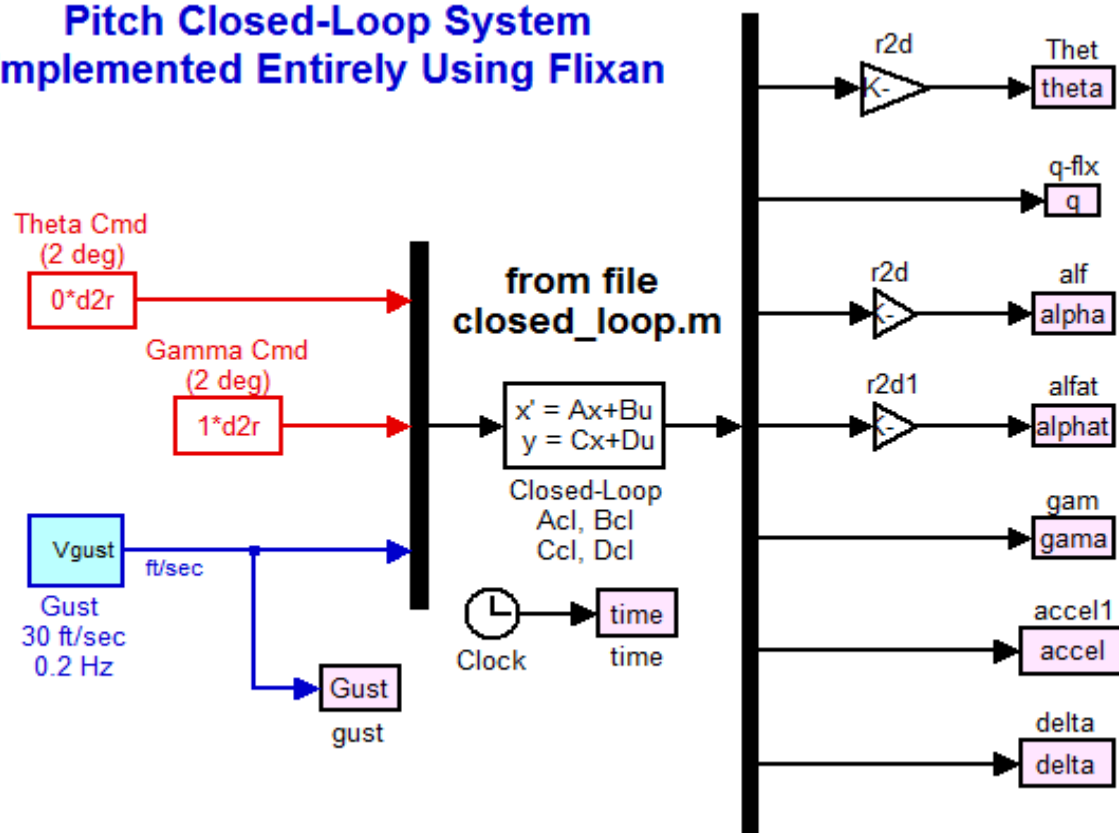 Pitch Closed-Loop System
mplemented Entirely Using Flixan
r2d
K-
Thet
theta
q-flx
q
Theta Cmd
(2 deg)
0*d2r
from file
closed_loop.m
r2d
K-
alf
alpha
Gamma Cmd
(2 deg)
1*d2r
x' = Ax+Bu
y = Cx+Du
Closed-Loop
Acl, Bcl
Ccl, Dcl
r2d1
K-
alfat
alphat
Vgust
ft/sec
Gust
30 ft/sec
0.2 Hz
gam
gama
Clock
time
time
accel1
accel
Gust
gust
delta
delta